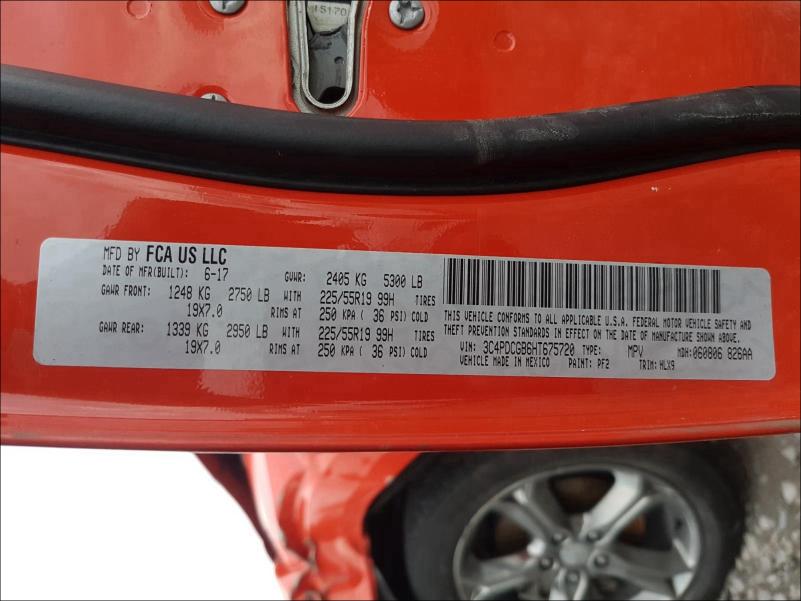 MFD BY FCA US LLC
DATE OF MFR(BUILT): 6-17 GVWR: 2405 KG 5300 LB
GAWR FRONT: 1248 KG 2750 LB WITH 225/55R19 99H TIRES
19X7.0 RIMS AT 250 KPA ( 36 PSI) COLD
GAWR REAR: 1339 KG 2950 LB WITH 225/55R19 99H TIRES
19X7.0 RIMS AT 250 KPA ( 36 PSI) COLD
THIS VEHICLE CONFORMS TO ALL APPLICABLE U.S.A. FEDERAL MOTOR VEHICLE SAFETY AND
THEFT PREVENTION STANDARDS IN EFFECT ON THE DATE OF MANUFACTURE SHOWN ABOVE.
VIN: 3C4PDCGB6HT675720 TYPE: MPV MDH:060806 826AA
VEHICLE MADE IN MEXICO PAINT: PF2 TRIM: HLX9